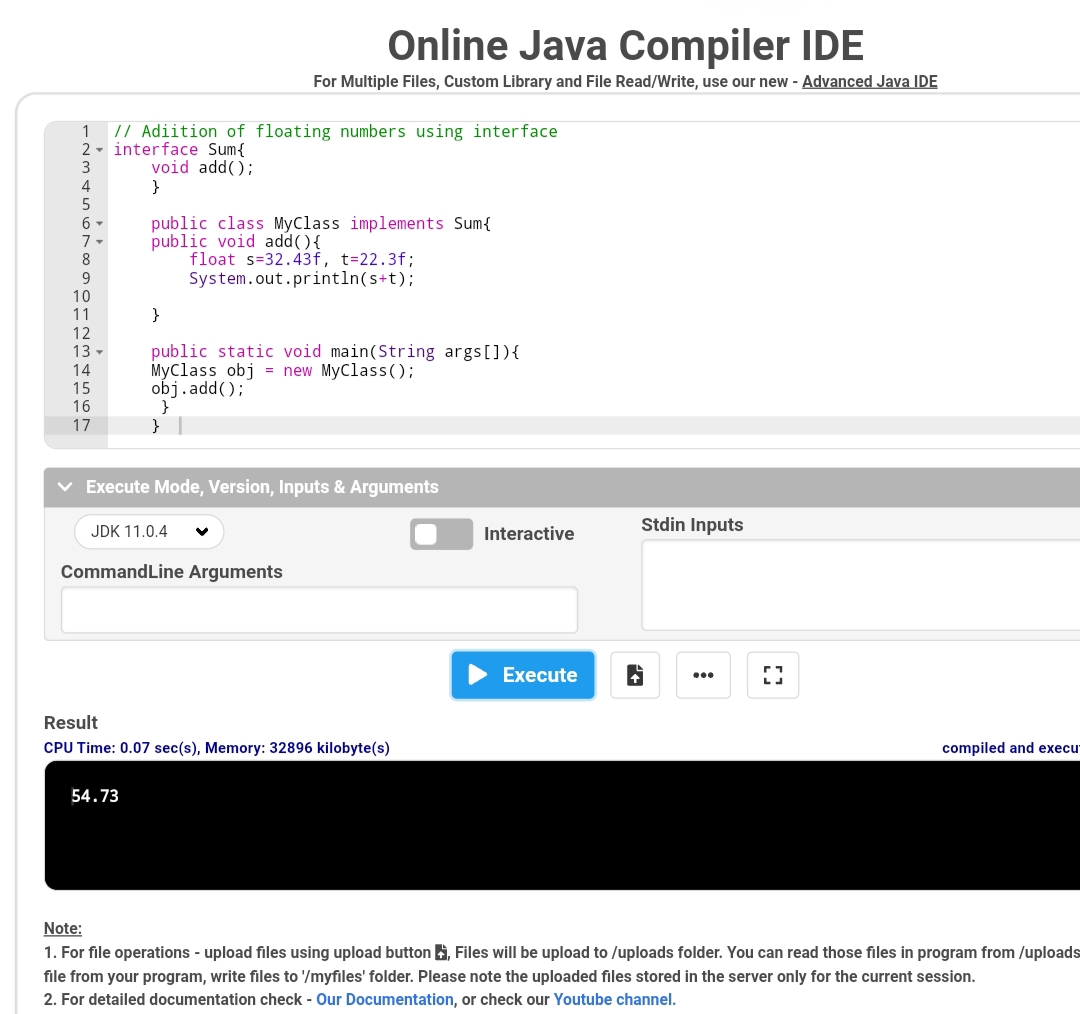 Online Java Compiler IDE
For Multiple Files, Custom Library and File Read/Write, use our new - Advanced Java IDE
1 // Adiition of floating numbers using interface
2 interface Sum{
3 void add();
4 }
5
6 public class MyClass implements Sum{
7 public void add(){
8 float s=32.43f, t=22.3f;
9 System.out.println(s+t);
10
11 }
12
13 public static void main(String args[]){
14 MyClass obj = new MyClass();
15 obj.add();
16 }
17 }
Execute Mode, Version, Inputs & Arguments
JDK 11.0.4
Interactive
Stdin Inputs
CommandLine Arguments
Execute
Result
CPU Time: 0.07 sec(s), Memory: 32896 kilobyte(s)
compiled and execu
54.73
Note:
1. For file operations - upload files using upload button , Files will be upload to /uploads folder. You can read those files in program from /uploads
file from your program, write files to '/myfiles' folder. Please note the uploaded files stored in the server only for the current session.
2. For detailed documentation check - Our Documentation, or check our Youtube channel.